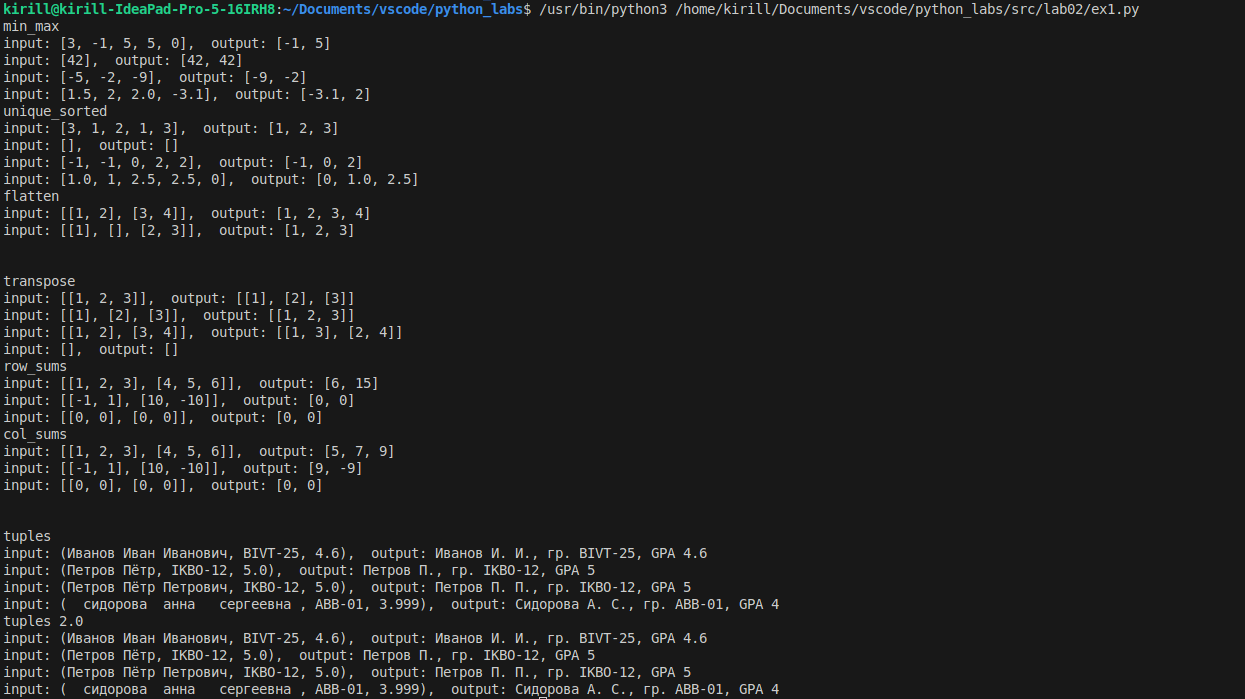 kirill@kirill-IdeaPad-Pro-5-16IRH8:~/Documents/vscode/python_labs$ /usr/bin/python3 /home/kirill/Documents/vscode/python_labs/src/lab02/ex1.py
min_max
input: [3, -1, 5, 5, 0],  output: [-1, 5]
input: [42],  output: [42, 42]
input: [-5, -2, -9],  output: [-9, -2]
input: [1.5, 2, 2.0, -3.1],  output: [-3.1, 2]
unique_sorted
input: [3, 1, 2, 1, 3],  output: [1, 2, 3]
input: [],  output: []
input: [-1, -1, 0, 2, 2],  output: [-1, 0, 2]
input: [1.0, 1, 2.5, 2.5, 0],  output: [0, 1.0, 2.5]
flatten
input: [[1, 2], [3, 4]],  output: [1, 2, 3, 4]
input: [[1], [], [2, 3]],  output: [1, 2, 3]
transpose
input: [[1, 2, 3]],  output: [[1], [2], [3]]
input: [[1], [2], [3]],  output: [[1, 2, 3]]
input: [[1, 2], [3, 4]],  output: [[1, 3], [2, 4]]
input: [],  output: []
row_sums
input: [[1, 2, 3], [4, 5, 6]],  output: [6, 15]
input: [[-1, 1], [10, -10]],  output: [0, 0]
input: [[0, 0], [0, 0]],  output: [0, 0]
col_sums
input: [[1, 2, 3], [4, 5, 6]],  output: [5, 7, 9]
input: [[-1, 1], [10, -10]],  output: [9, -9]
input: [[0, 0], [0, 0]],  output: [0, 0]
tuples
input: (Иванов Иван Иванович, BIVT-25, 4.6),  output: Иванов И. И., гр. BIVT-25, GPA 4.6
input: (Петров Пётр, IKBO-12, 5.0),  output: Петров П., гр. IKBO-12, GPA 5
input: (Петров Пётр Петрович, IKBO-12, 5.0),  output: Петров П. П., гр. IKBO-12, GPA 5
input: (  сидорова  анна   сергеевна , ABB-01, 3.999),  output: Сидорова А. С., гр. ABB-01, GPA 4
tuples 2.0
input: (Иванов Иван Иванович, BIVT-25, 4.6),  output: Иванов И. И., гр. BIVT-25, GPA 4.6
input: (Петров Пётр, IKBO-12, 5.0),  output: Петров П., гр. IKBO-12, GPA 5
input: (Петров Пётр Петрович, IKBO-12, 5.0),  output: Петров П. П., гр. IKBO-12, GPA 5
input: (  сидорова  анна   сергеевна , ABB-01, 3.999),  output: Сидорова А. С., гр. ABB-01, GPA 4